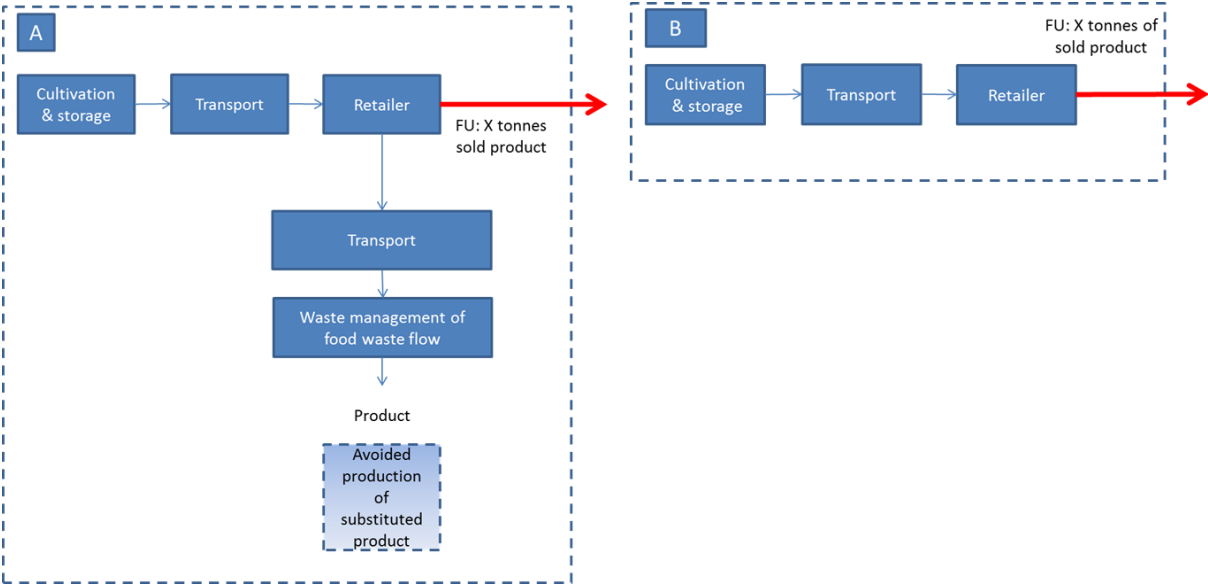 A
Cultivation
& storage
Transport
Retailer
FU: X tonnes
sold product
Transport
Waste management of
food waste flow
Product
Avoided
production
of
substituted
product
B
FU: X tonnes of
sold product
Cultivation
& storage
Transport
Retailer